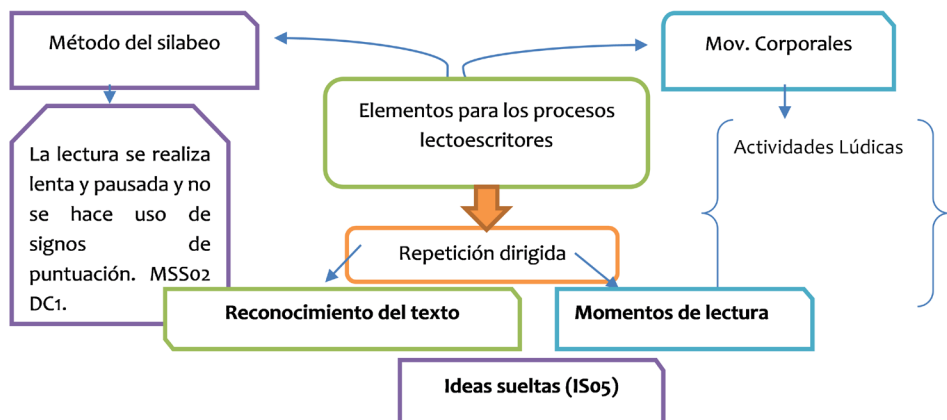 Método del silabeo
Mov. Corporales
Elementos para los procesos
lectoescritores
La lectura se realiza
lenta y pausada y no
se hace uso de
signos de
puntuación. MSS02
DC1.
Actividades Lúdicas
Repetición dirigida
Reconocimiento del texto
Momentos de lectura
Ideas sueltas (IS05)